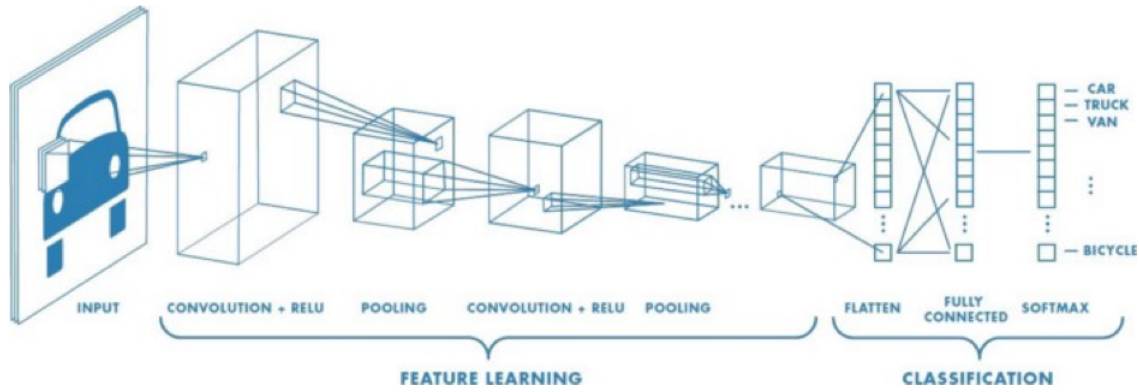 CAR
TRUCK
VAN
BICYCLE
INPUT
CONVOLUTION + RELU
POOLING
CONVOLUTION + RELU
POOLING
FLATTEN
FULLY
CONNECTED
SOFTMAX
FEATURE LEARNING
CLASSIFICATION